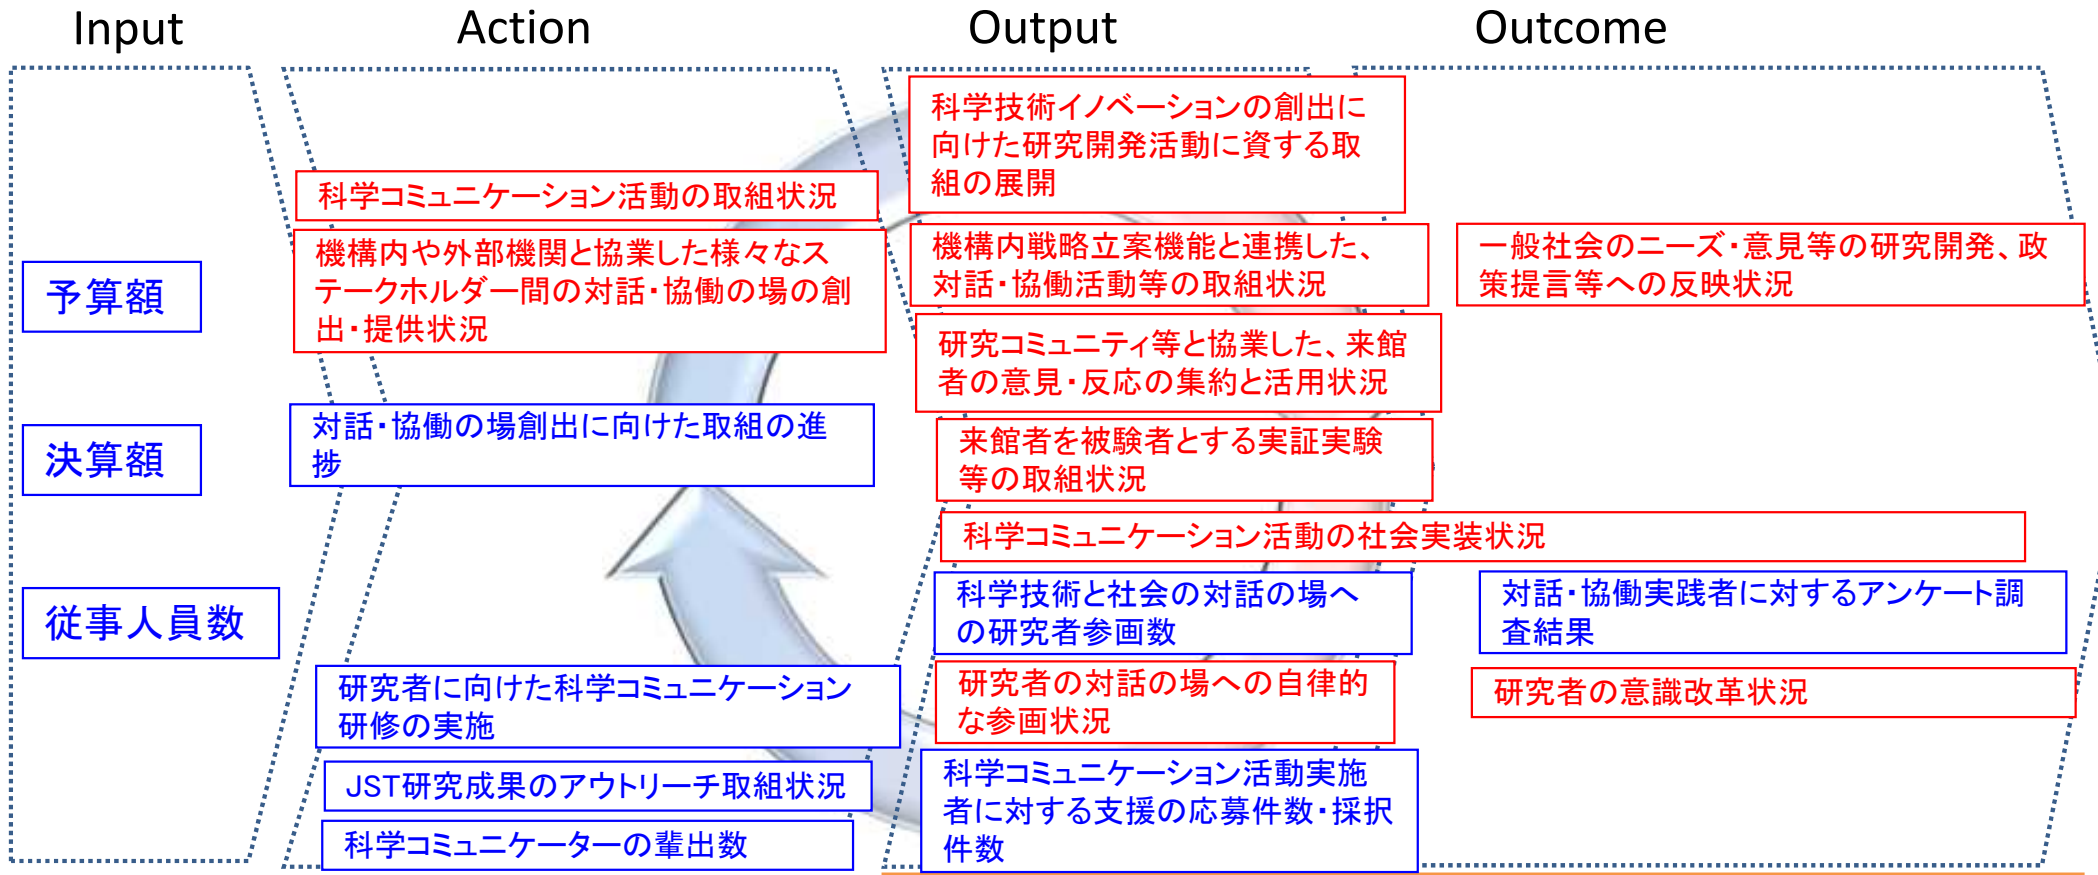 Input
Action
Output
Outcome
予算額
決算額
従事人員数
科学コミュニケーション活動の取組状況
機構内や外部機関と協業した様々なス
テークホルダー間の対話・協働の場の創
出・提供状況
対話・協働の場創出に向けた取組の進
捗
研究者に向けた科学コミュニケーション
研修の実施
JST研究成果のアウトリーチ取組状況
科学コミュニケーターの輩出数
科学技術イノベーションの創出に
向けた研究開発活動に資する取
組の展開
機構内戦略立案機能と連携した、
対話・協働活動等の取組状況
研究コミュニティ等と協業した、来館
者の意見・反応の集約と活用状況
来館者を被験者とする実証実験
等の取組状況
科学コミュニケーション活動の社会実装状況
科学技術と社会の対話の場へ
の研究者参画数
研究者の対話の場への自律的
な参画状況
科学コミュニケーション活動実施
者に対する支援の応募件数・採択
件数
一般社会のニーズ・意見等の研究開発、政
策提言等への反映状況
対話・協働実践者に対するアンケート調
査結果
研究者の意識改革状況